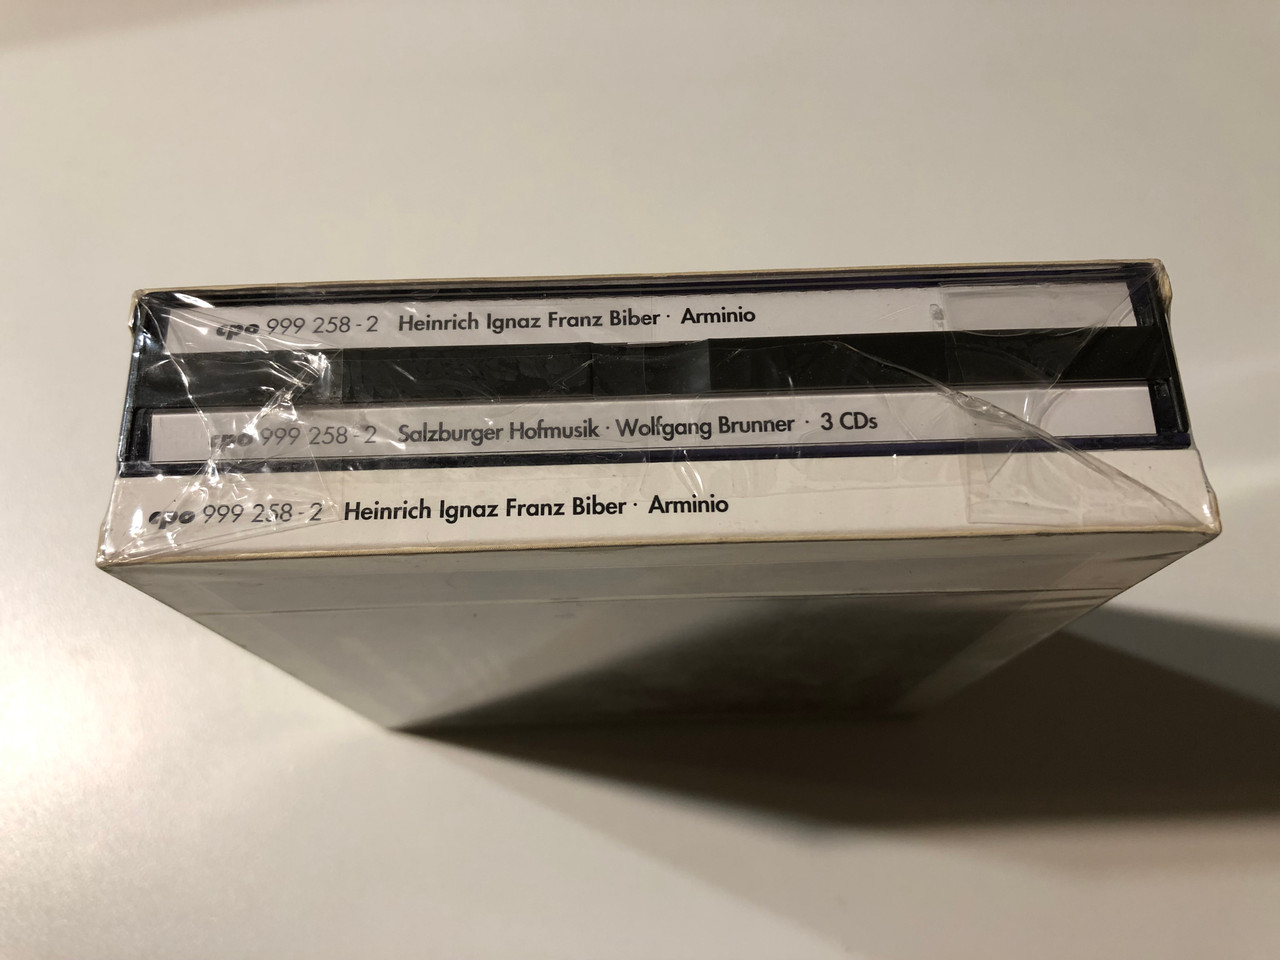 cpo 999 258-2 Heinrich Ignaz Franz Biber · Arminio
cpo 999 258-2 Salzburger Hofmusik · Wolfgang Brunner · 3 CDs
cpo 999 258-2 Heinrich Ignaz Franz Biber · Arminio